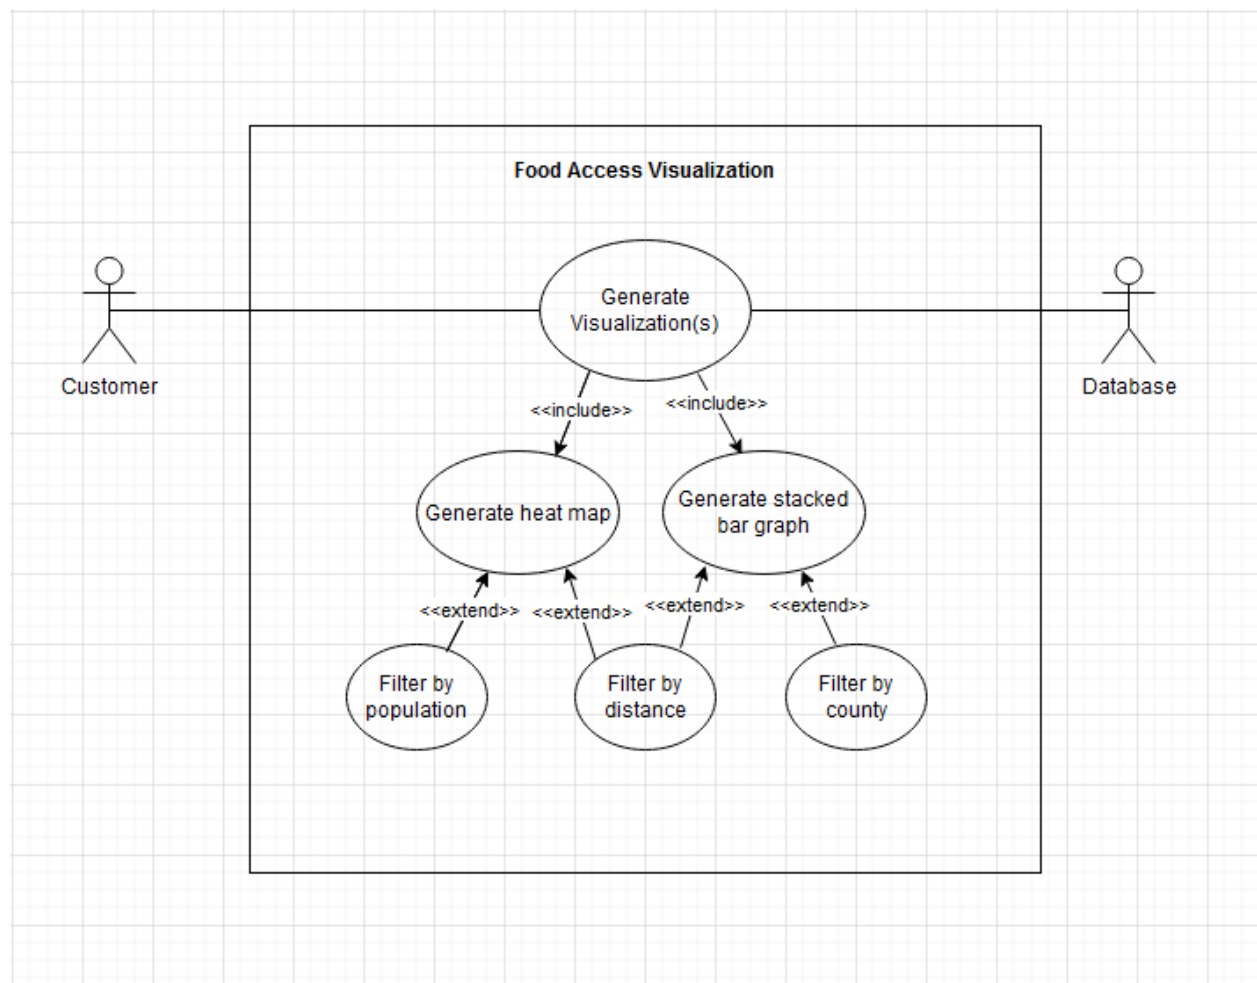 Food Access Visualization
Generate
Visualization(s)
Customer
Database
<<include>>
<<include>>
Generate heat map
Generate stacked
bar graph
<<extend>>
<<extend>>
<<extend>>
<<extend>>
Filter by
population
Filter by
distance
Filter by
county